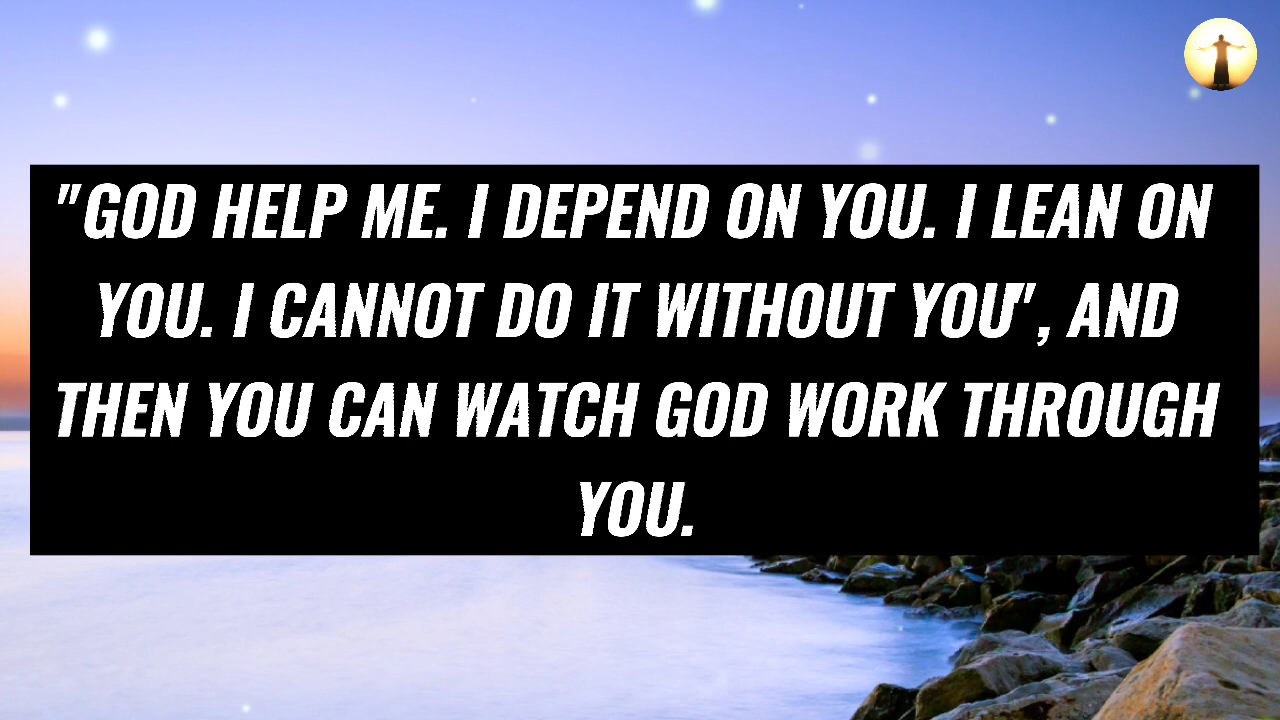 "GOD HELP ME. I DEPEND ON YOU. I LEAN ON
YOU. I CANNOT DO IT WITHOUT YOU", AND
THEN YOU CAN WATCH GOD WORK THROUGH
YOU.